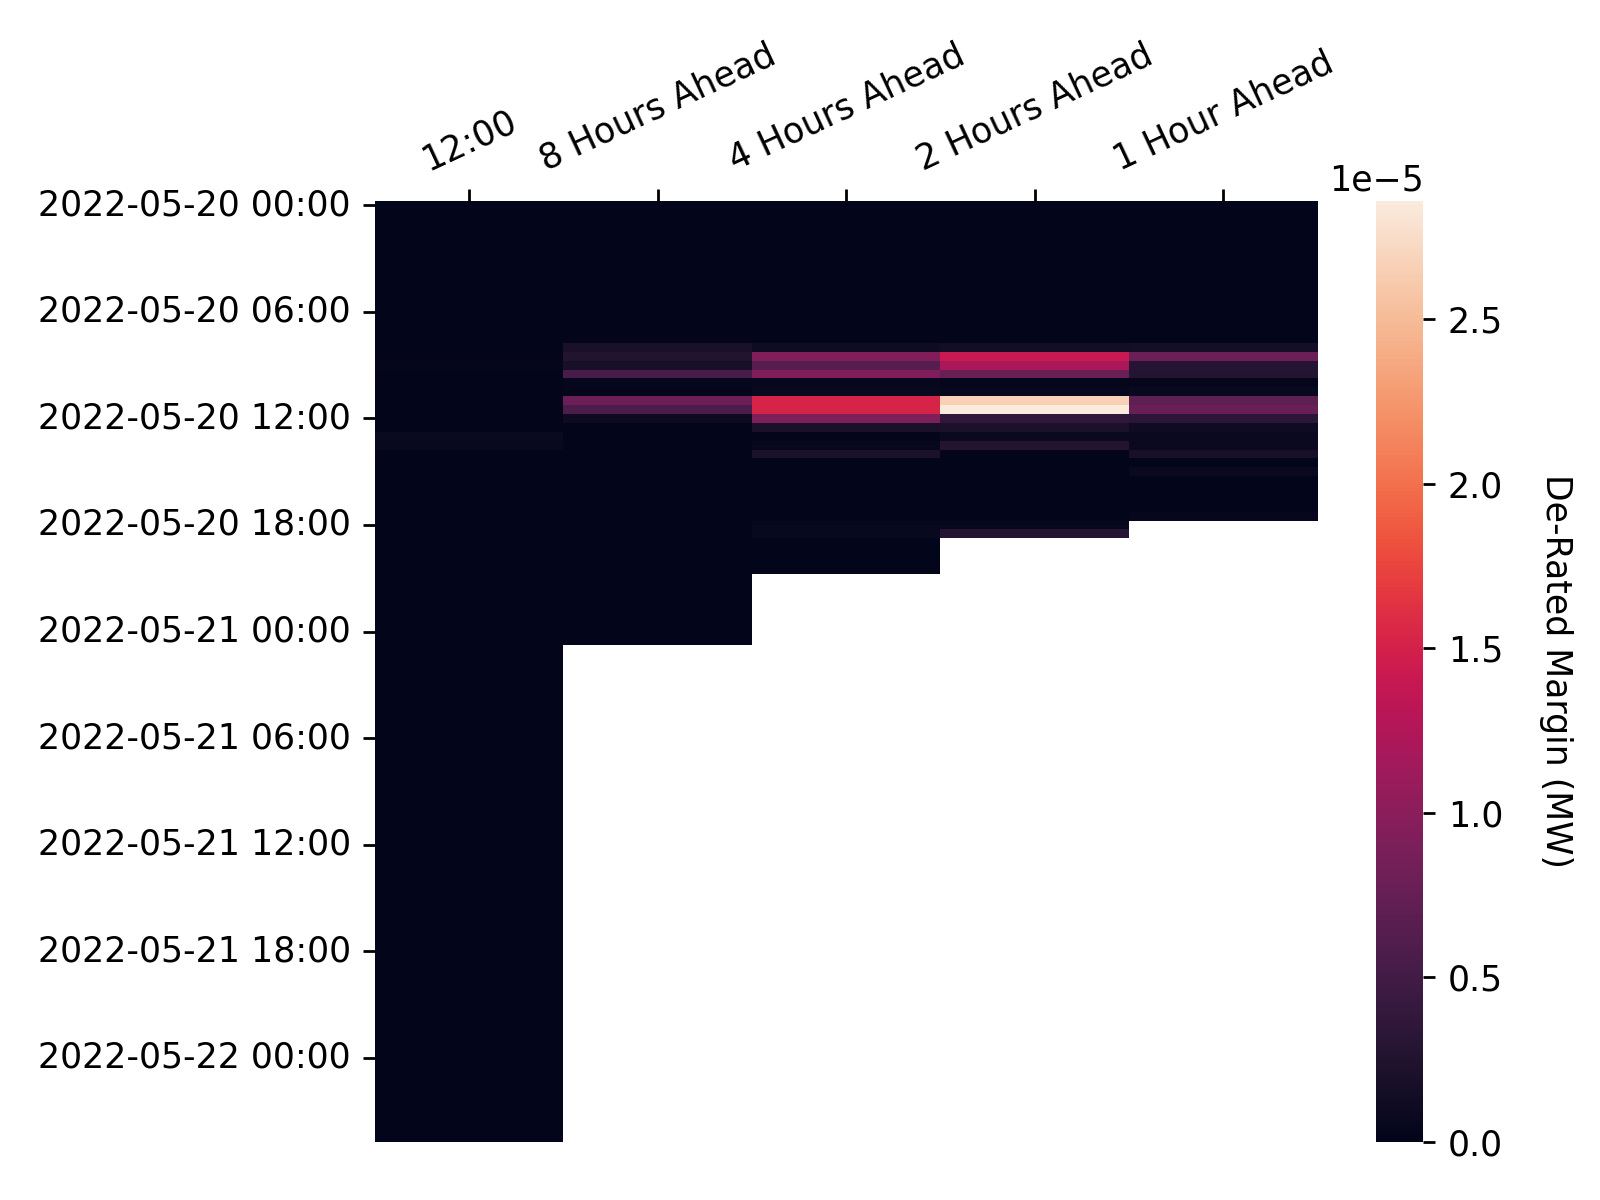 12:00
8 Hours Ahead
4 Hours Ahead
2 Hours Ahead
1 Hour Ahead
2022-05-20 00:00
2022-05-20 06:00
2022-05-20 12:00
2022-05-20 18:00
2022-05-21 00:00
2022-05-21 06:00
2022-05-21 12:00
2022-05-21 18:00
2022-05-22 00:00
1e−5
2.5
2.0
1.5
1.0
0.5
0.0
De-Rated Margin (MW)